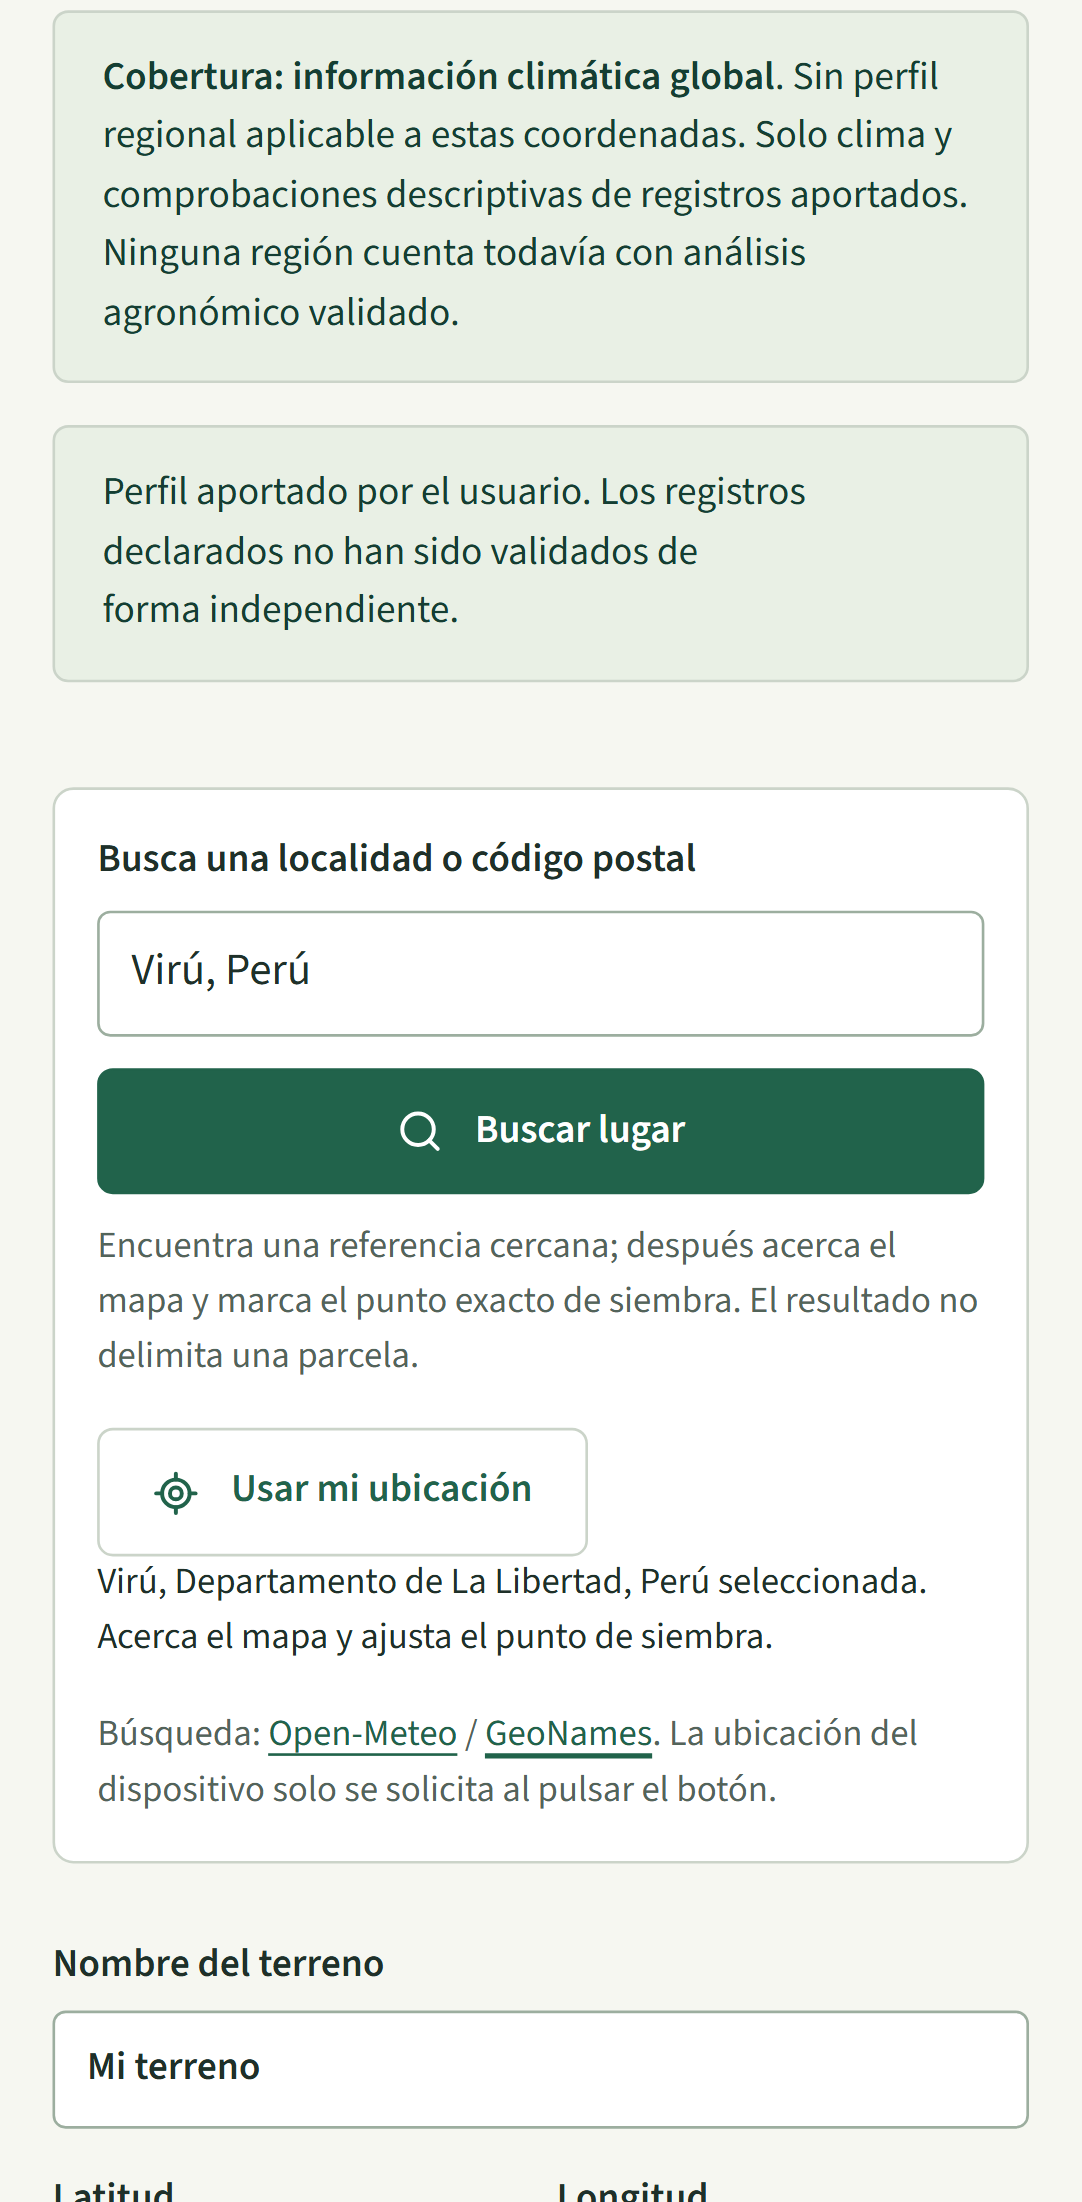 Cobertura: información climática global. Sin perfil
regional aplicable a estas coordenadas. Solo clima y
comprobaciones descriptivas de registros aportados.
Ninguna región cuenta todavía con análisis
agronómico validado.
Perfil aportado por el usuario. Los registros
declarados no han sido validados de
forma independiente.
Busca una localidad o código postal
Virú, Perú
Buscar lugar
Encuentra una referencia cercana; después acerca el
mapa y marca el punto exacto de siembra. El resultado no
delimita una parcela.
Usar mi ubicación
Virú, Departamento de La Libertad, Perú seleccionada.
Acerca el mapa y ajusta el punto de siembra.
Búsqueda: Open-Meteo / GeoNames. La ubicación del
dispositivo solo se solicita al pulsar el botón.
Nombre del terreno
Mi terreno
Latitud Longitud